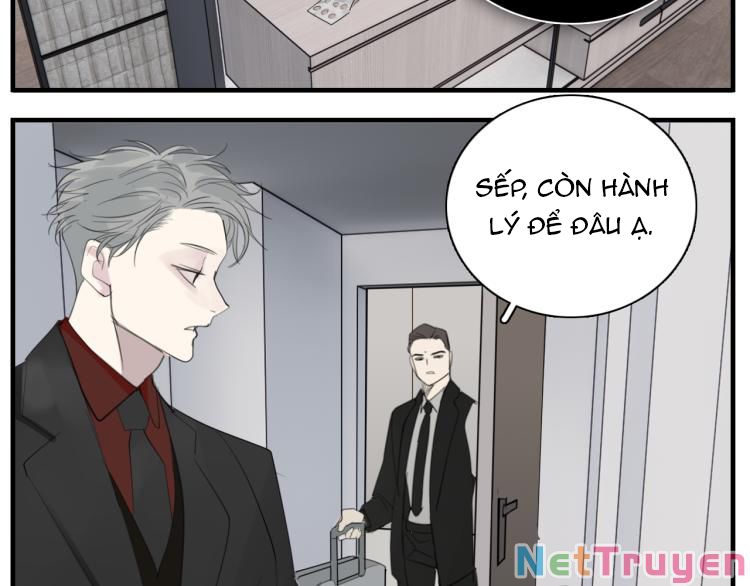 SẾP, CÒN HÀNH
LÝ ĐỂ ĐÂU Ạ.
NetTruyen